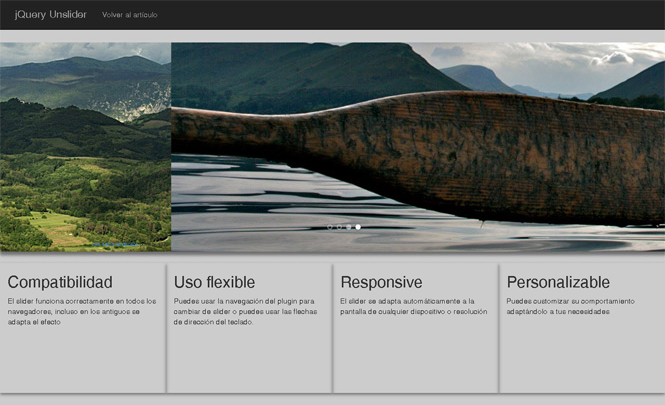 jQuery Unslider Volver al artículo
Compatibilidad
El slider funciona correctamente en todos los
navegadores, incluso en los antiguos se
adapta el efecto
Uso flexible
Puedes usar la navegación del plugin para
cambiar de slider o puedes usar las flechas
de dirección del teclado.
Responsive
El slider se adapta automáticamente a la
pantalla de cualquier dispositivo o resolución
Personalizable
Puedes customizar su comportamiento
adaptándolo a tus necesidades